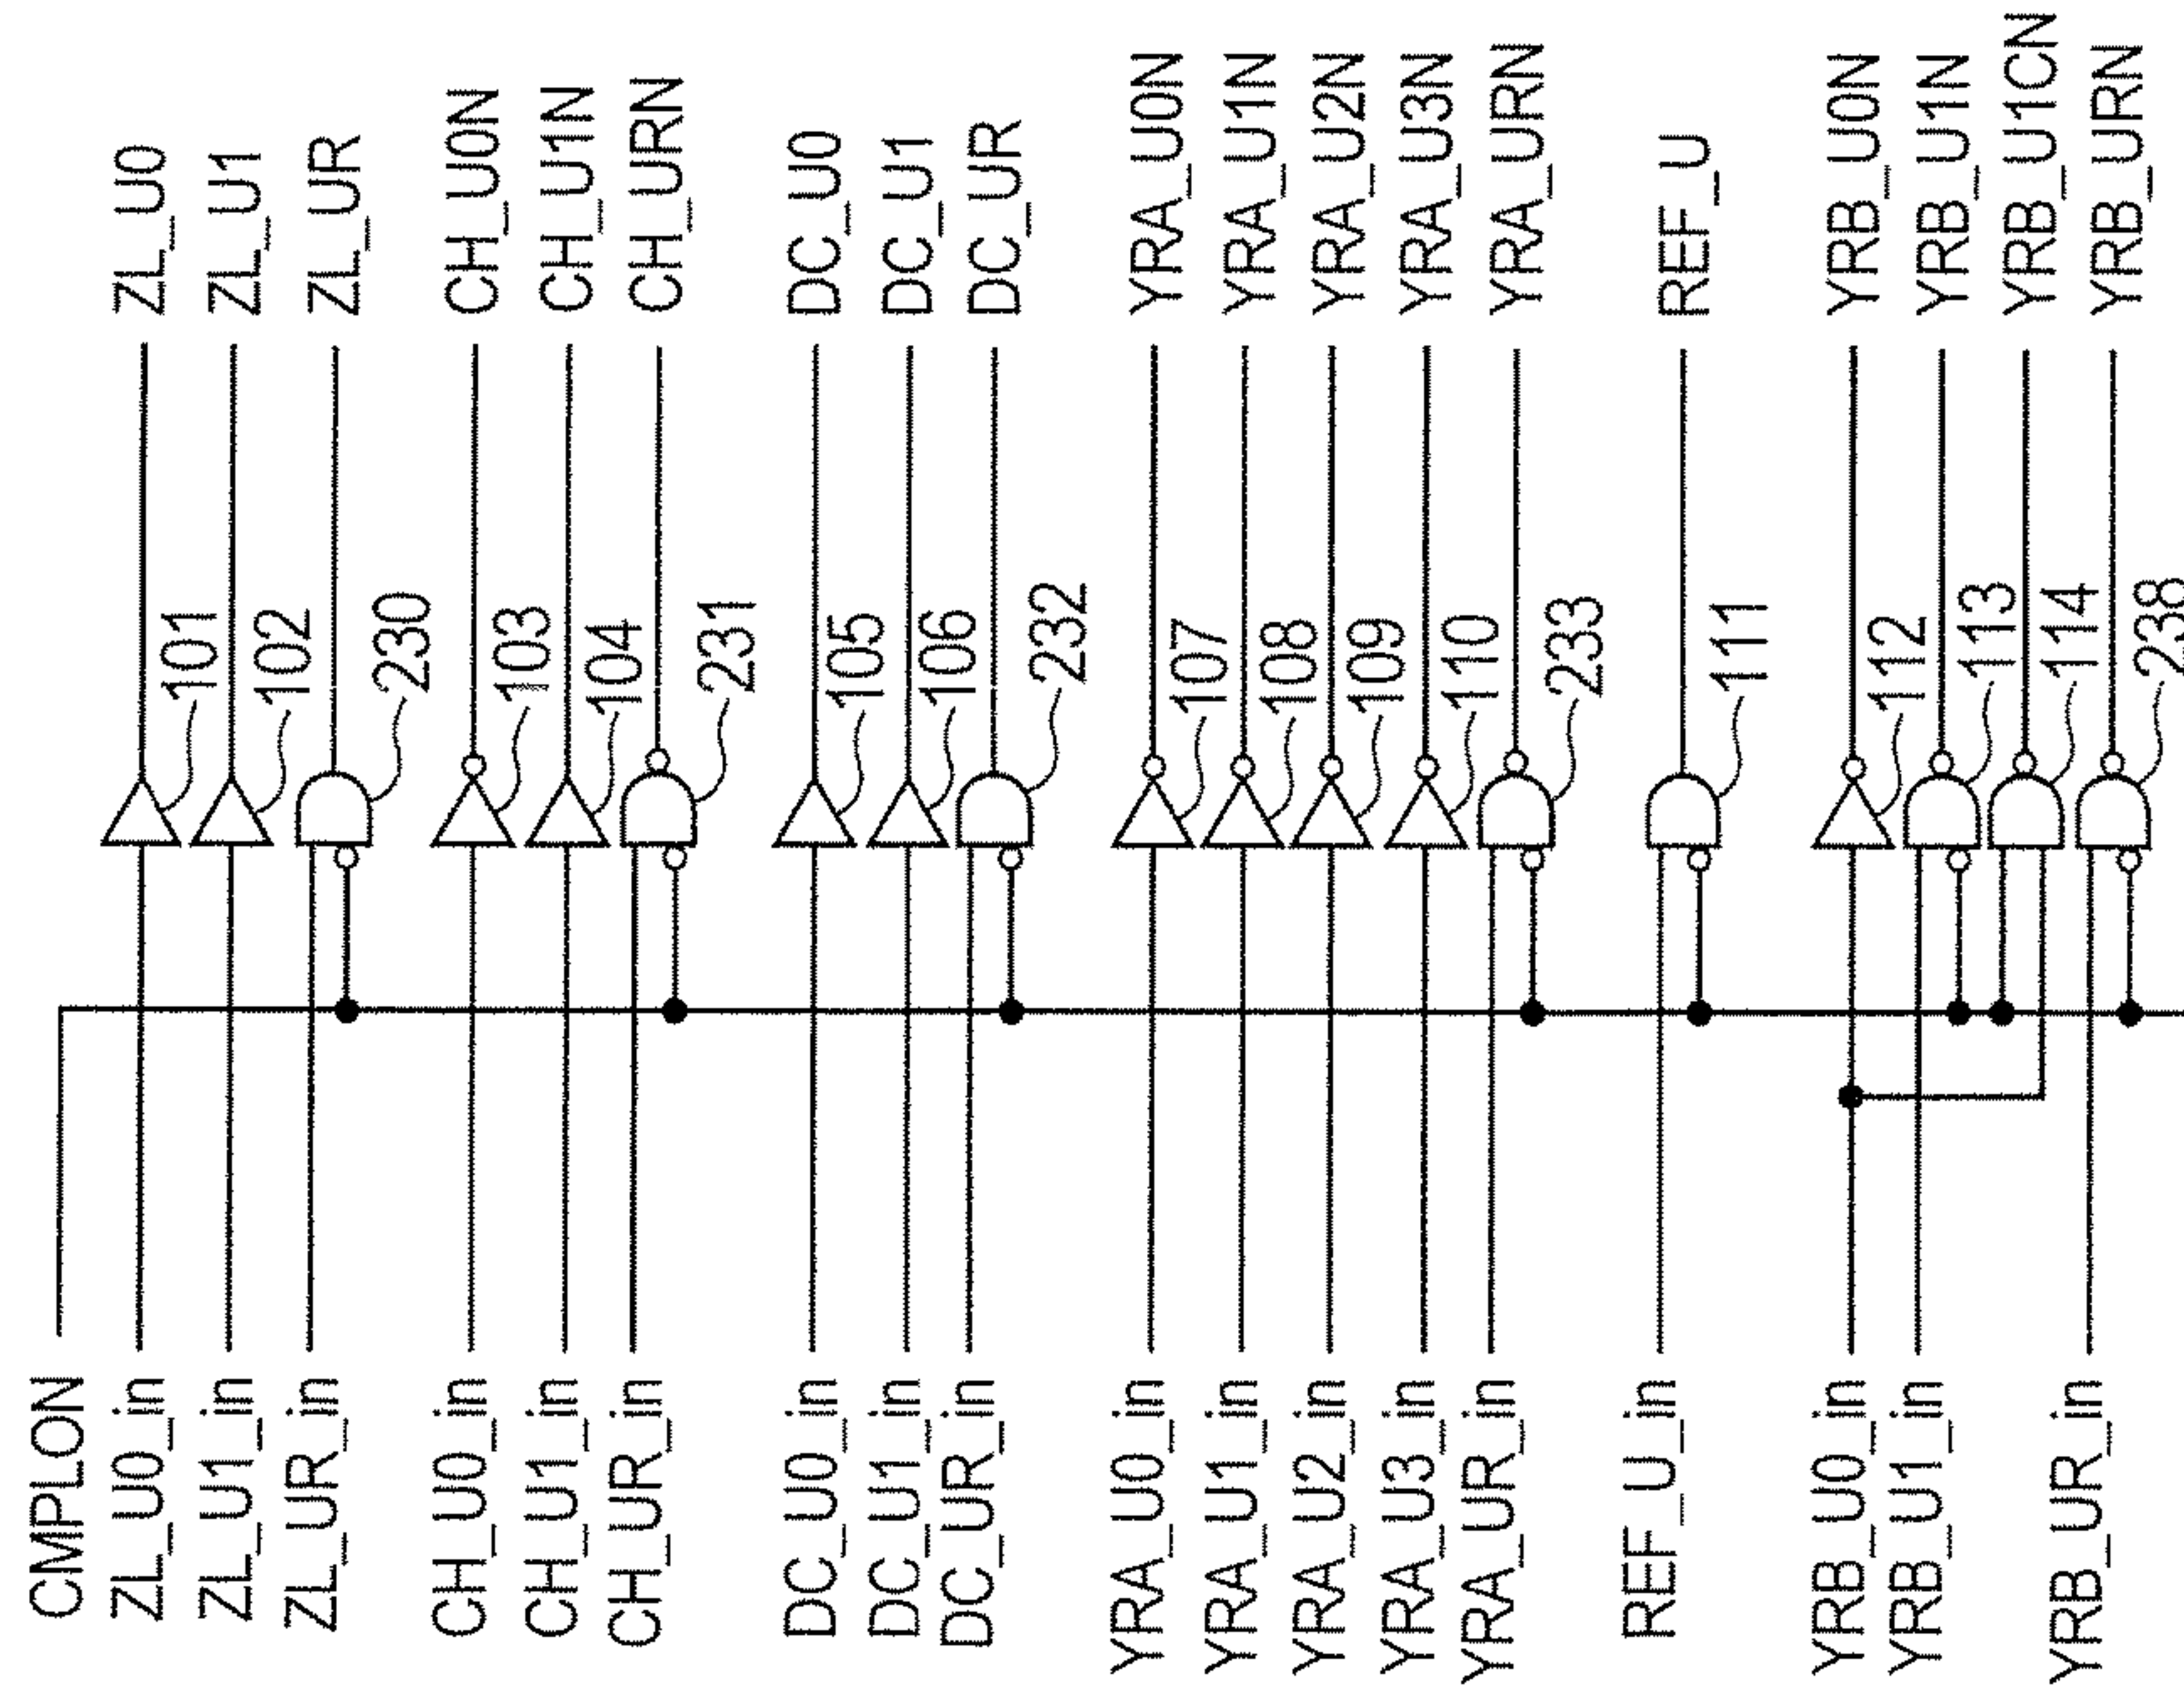 CMPLON
ZL_U0_in
101
ZL_U0
ZL_U1_in
102
ZL_U1
ZL_UR_in
230
ZL_UR
CH_U0_in
103
CH_U0N
CH_U1_in
104
CH_U1N
CH_UR_in
231
CH_URN
DC_U0_in
105
DC_U0
DC_U1_in
106
DC_U1
DC_UR_in
232
DC_UR
YRA_U0_in
107
YRA_U0N
YRA_U1_in
108
YRA_U1N
YRA_U2_in
109
YRA_U2N
YRA_U3_in
110
YRA_U3N
YRA_UR_in
233
YRA_URN
REF_U_in
111
REF_U
YRB_U0_in
112
YRB_U0N
YRB_U1_in
113
YRB_U1N
114
YRB_U1CN
YRB_UR_in
238
YRB_URN